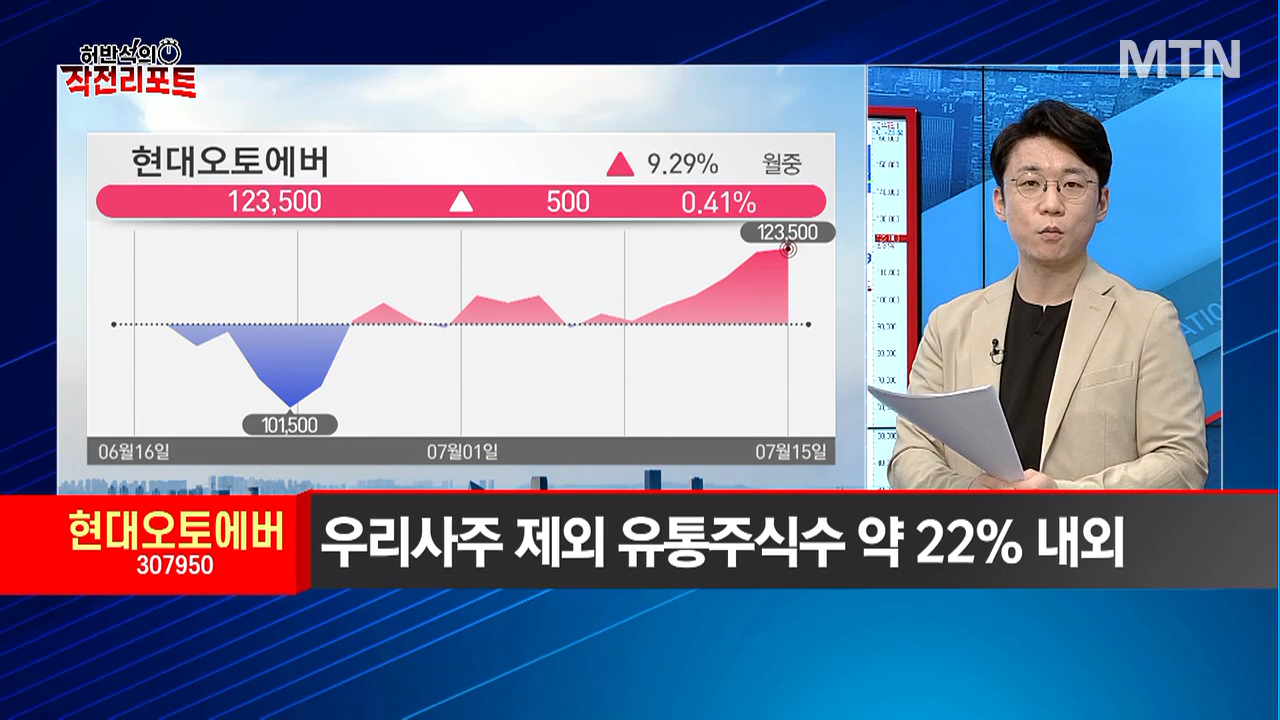 허반석의
작전리포트
MTN
현대오토에버
▲ 9.29% 월중
123,500 ▲ 500 0.41%
123,500
101,500
06월16일 07월01일 07월15일
현대오토에버
307950
우리사주 제외 유통주식수 약 22% 내외